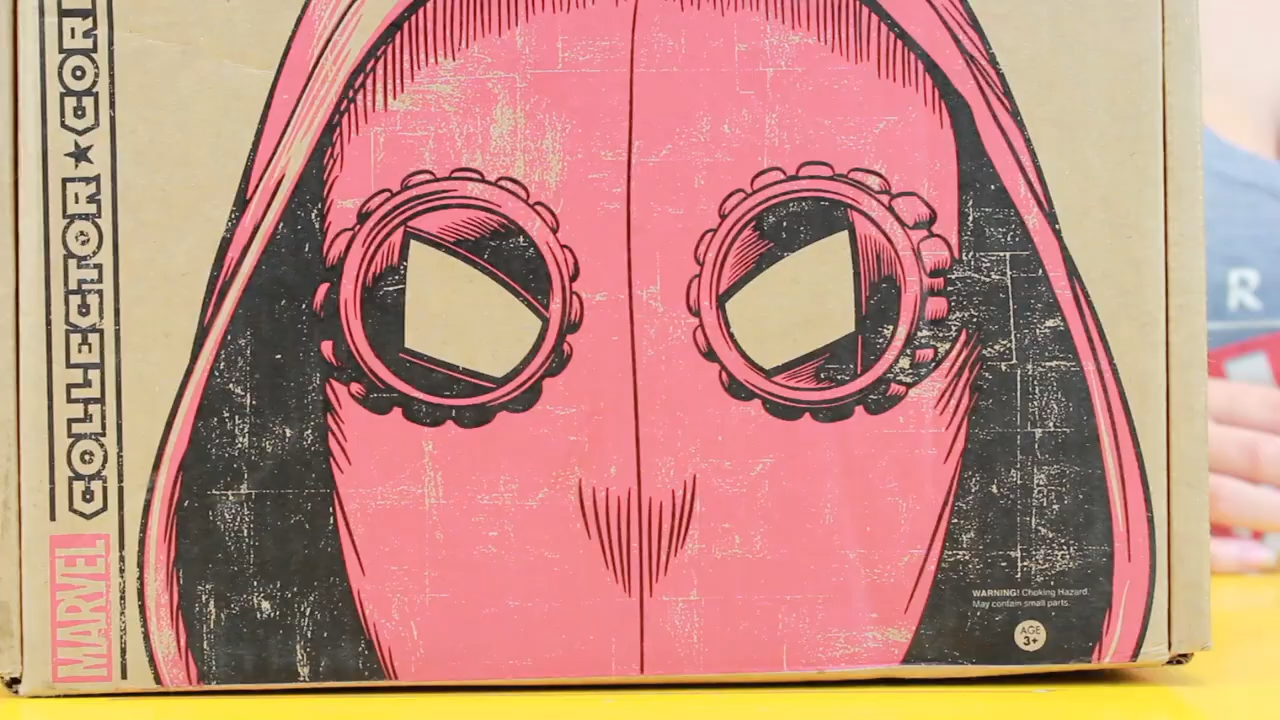 MARVEL
COLLECTOR ★ COR
WARNING! Choking Hazard.
May contain small parts.
AGE
3+
R